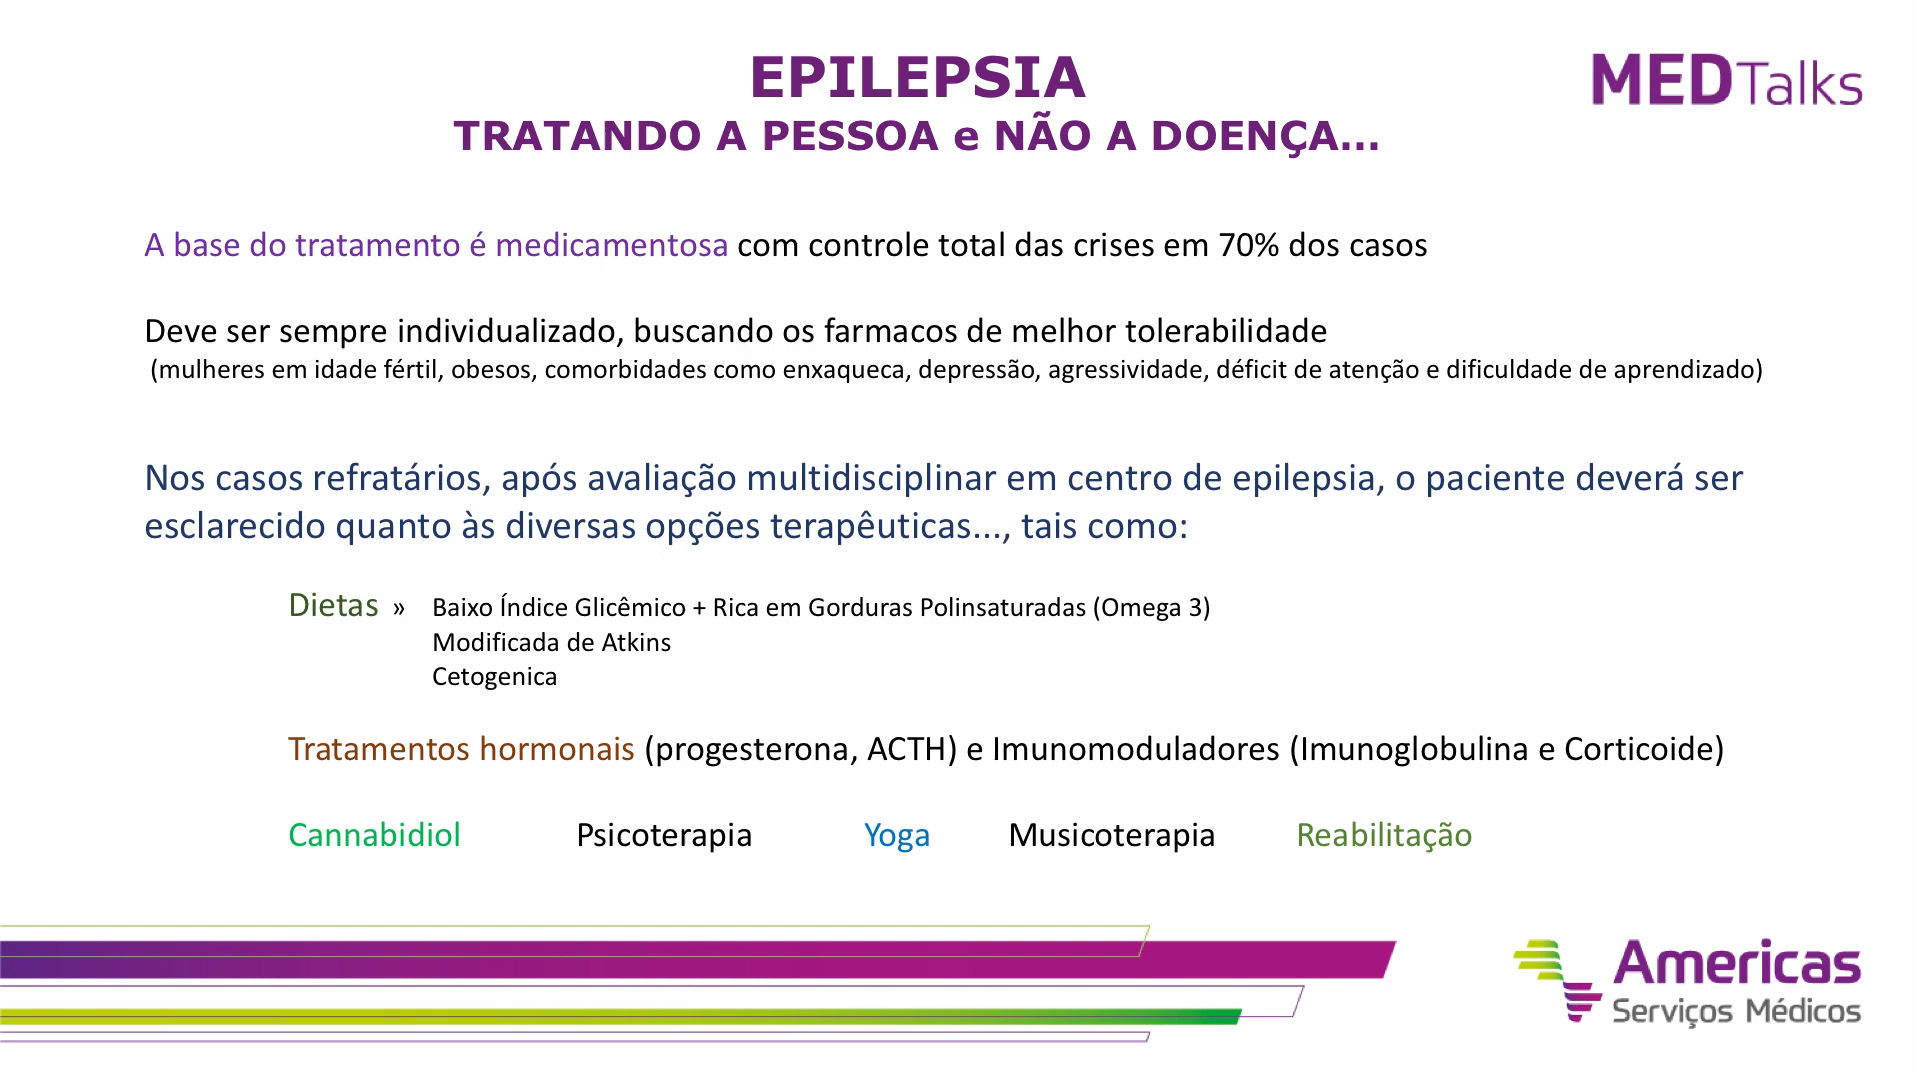 EPILEPSIA
MEDTalks
TRATANDO A PESSOA e NÃO A DOENÇA...
A base do tratamento é medicamentosa com controle total das crises em 70% dos casos
Deve ser sempre individualizado, buscando os farmacos de melhor tolerabilidade
(mulheres em idade fértil, obesos, comorbidades como enxaqueca, depressão, agressividade, déficit de atenção e dificuldade de aprendizado)
Nos casos refratários, após avaliação multidisciplinar em centro de epilepsia, o paciente deverá ser
esclarecido quanto às diversas opções terapêuticas..., tais como:
Dietas » Baixo Índice Glicêmico + Rica em Gorduras Polinsaturadas (Omega 3)
Modificada de Atkins
Cetogenica
Tratamentos hormonais (progesterona, ACTH) e Imunomoduladores (Imunoglobulina e Corticoide)
Cannabidiol Psicoterapia Yoga Musicoterapia Reabilitação
Americas
Serviços Médicos